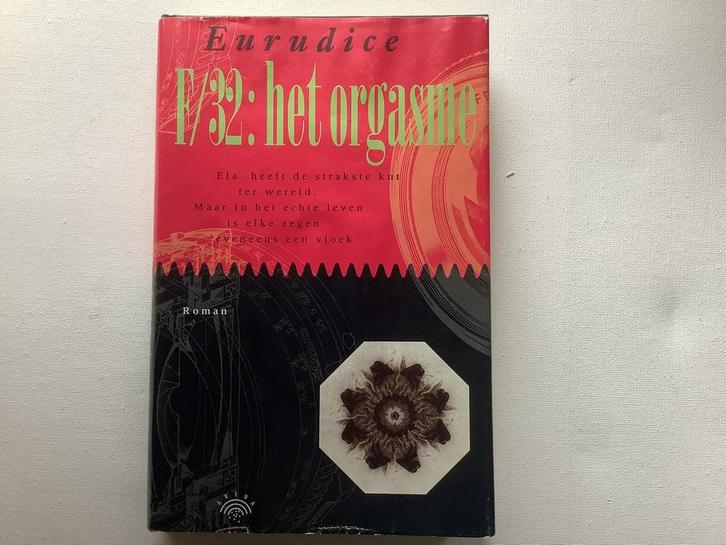 Eurudice
F/32: het orgasme
Ela heeft de strakste kut
ter wereld.
Maar in het echte leven
is elke zegen
eveneens een vloek
Roman
ARENA